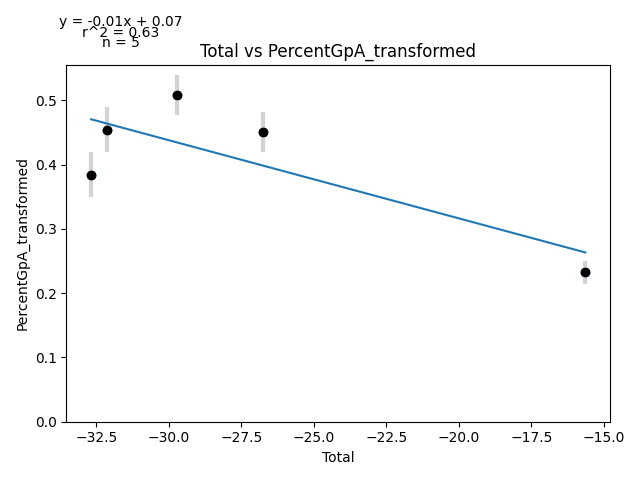 y = -0.01x + 0.07
r^2 = 0.63
n = 5
Total vs PercentGpA_transformed
PercentGpA_transformed
0.5
0.4
0.3
0.2
0.1
0.0
−32.5 −30.0 −27.5 −25.0 −22.5 −20.0 −17.5 −15.0
Total